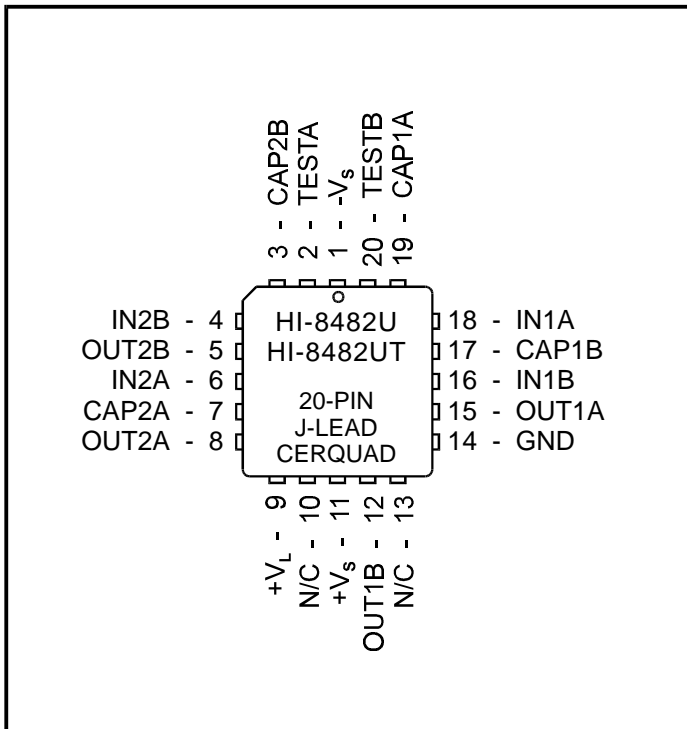 3 - CAP2B
2 - TESTA
1 - -VS
20 - TESTB
19 - CAP1A
IN2B - 4
OUT2B - 5
IN2A - 6
CAP2A - 7
OUT2A - 8
HI-8482U
HI-8482UT
20-PIN
J-LEAD
CERQUAD
18 - IN1A
17 - CAP1B
16 - IN1B
15 - OUT1A
14 - GND
+VL - 9
N/C - 10
+VS - 11
OUT1B - 12
N/C - 13